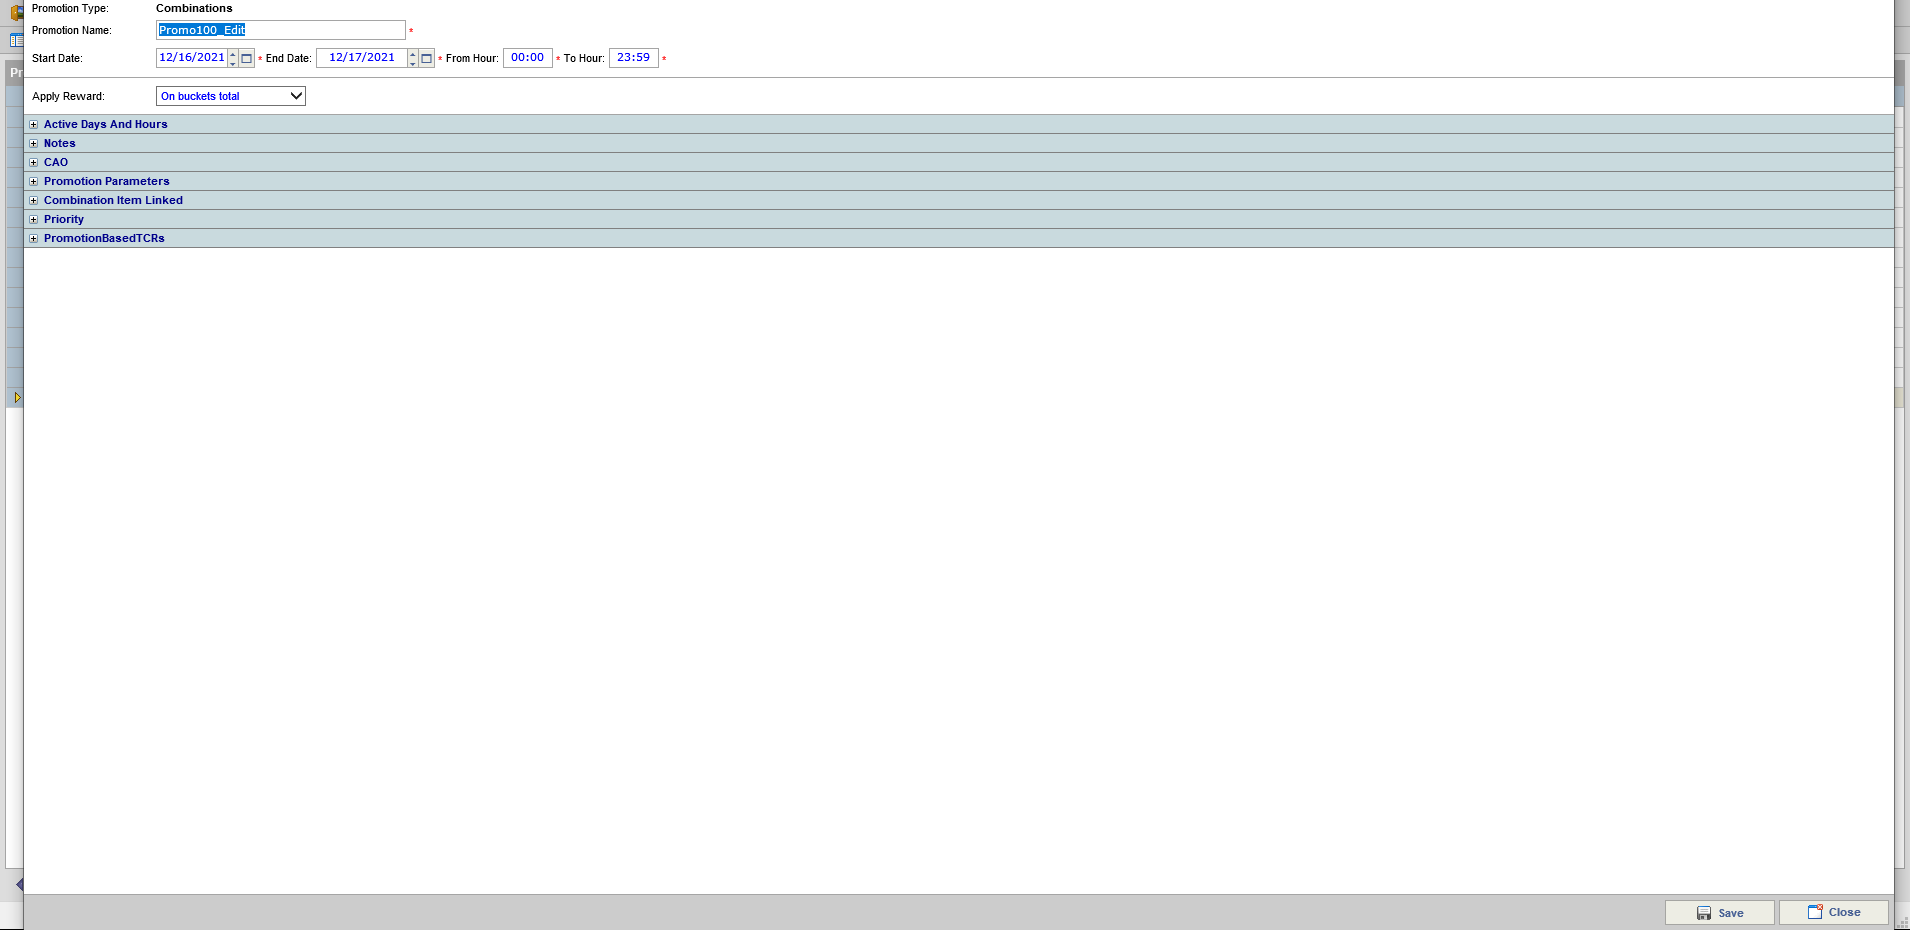 Promotion Type: Combinations
Promotion Name: Promo100_Edit *
Start Date: 12/16/2021 * End Date: 12/17/2021 * From Hour: 00:00 * To Hour: 23:59 *
Pr
Apply Reward: On buckets total
Active Days And Hours
Notes
CAO
Promotion Parameters
Combination Item Linked
Priority
PromotionBasedTCRs
Save Close